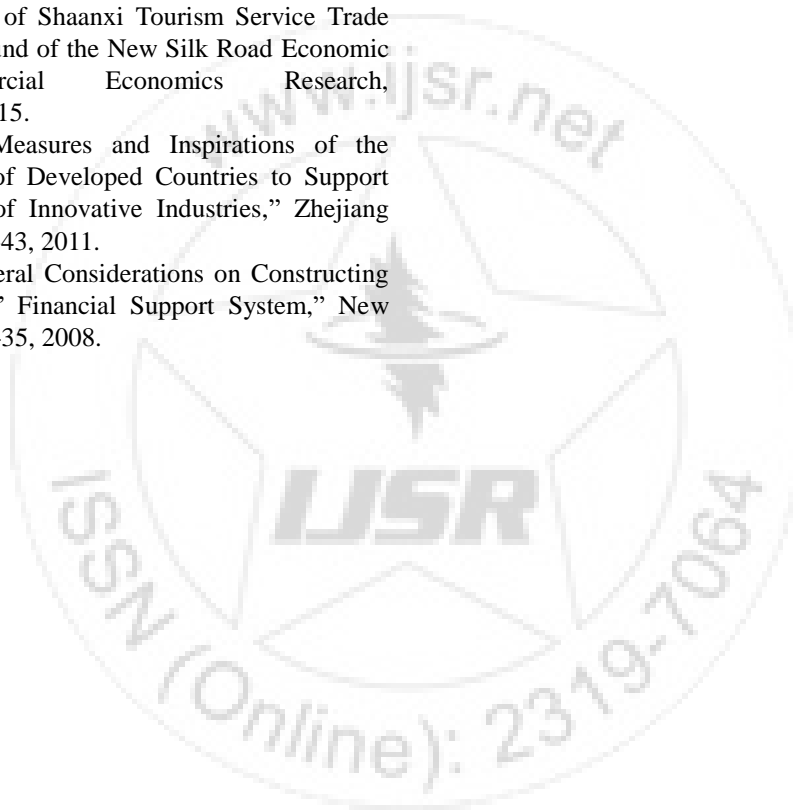 of Shaanxi Tourism Service Trade
und of the New Silk Road Economic
rcial Economics Research,
15.
Measures and Inspirations of the
of Developed Countries to Support
of Innovative Industries,” Zhejiang
43, 2011.
eral Considerations on Constructing
’ Financial Support System,” New
-35, 2008.
www.ijsr.net
IJSR
ISSN (Online): 2319-7064